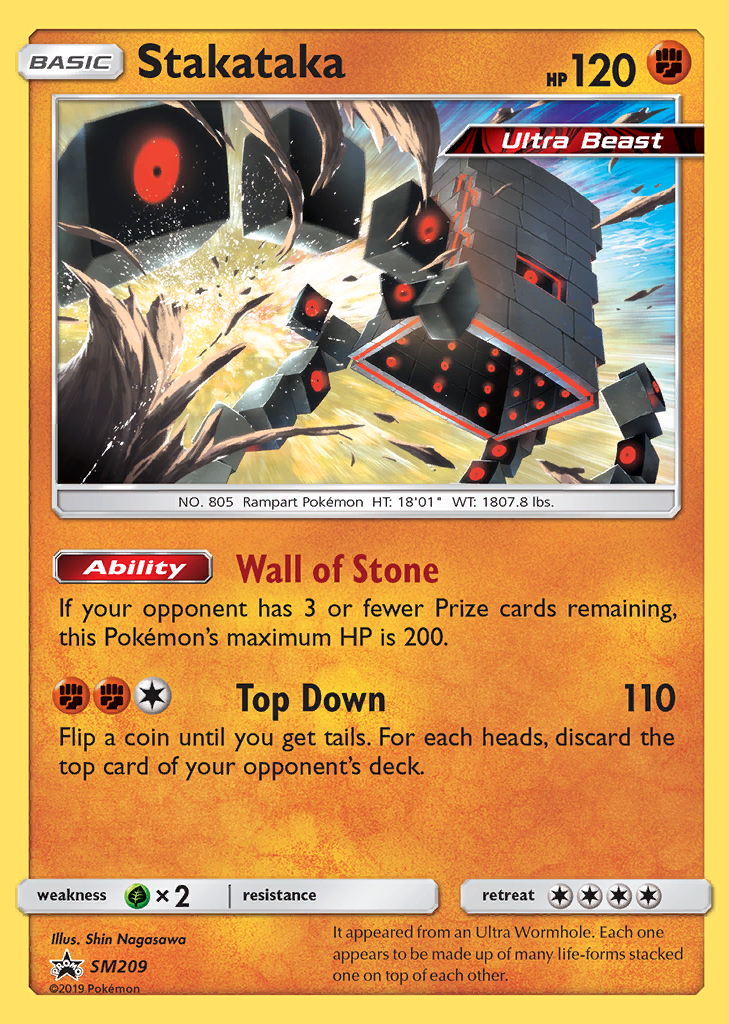 BASIC Stakataka HP 120
Ultra Beast
NO. 805 Rampart Pokémon HT: 18'01" WT: 1807.8 lbs.
Ability Wall of Stone
If your opponent has 3 or fewer Prize cards remaining,
this Pokémon's maximum HP is 200.
Top Down 110
Flip a coin until you get tails. For each heads, discard the
top card of your opponent's deck.
weakness × 2 resistance retreat
Illus. Shin Nagasawa
PROMO SM209
©2019 Pokémon
It appeared from an Ultra Wormhole. Each one
appears to be made up of many life-forms stacked
one on top of each other.